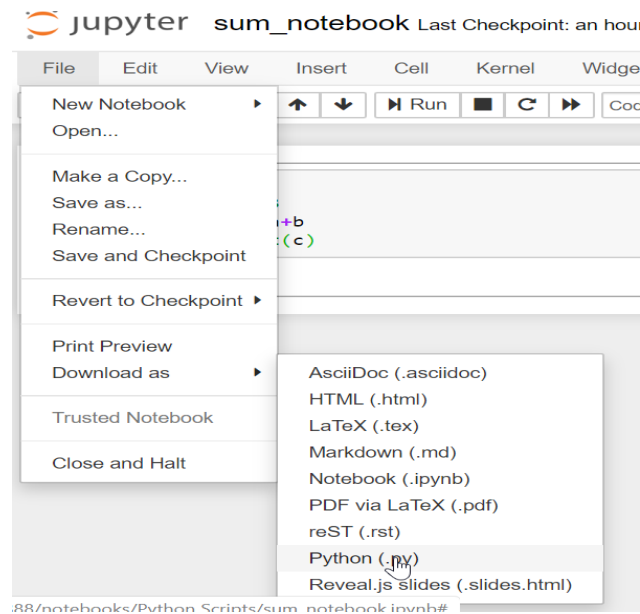 jupyter sum_notebook Last Checkpoint: an hour
File Edit View Insert Cell Kernel Widge
New Notebook
Run
Open...
Make a Copy...
Save as...
+b
Rename...
(c)
Save and Checkpoint
Revert to Checkpoint
Print Preview
Download as
Trusted Notebook
Close and Halt
AsciiDoc (.asciidoc)
HTML (.html)
LaTeX (.tex)
Markdown (.md)
Notebook (.ipynb)
PDF via LaTeX (.pdf)
reST (.rst)
Python (.py)
Reveal.js slides (.slides.html)
88/notebooks/Python Scripts/sum_notebook.ipynb#